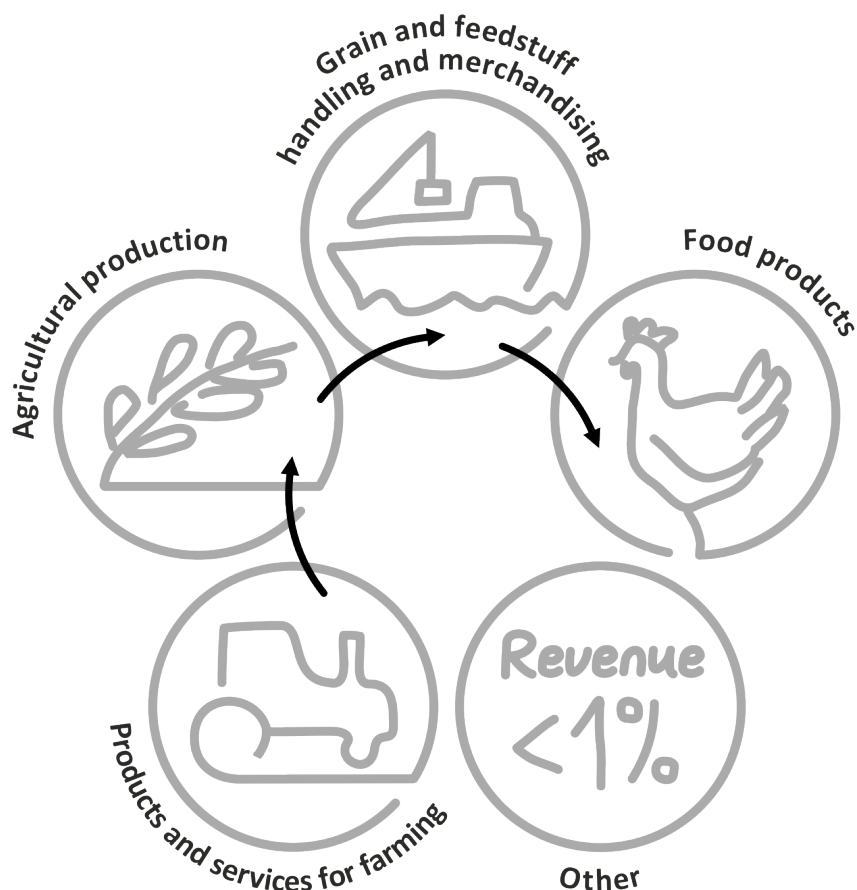 Grain and feedstuff
handling and merchandising
Agricultural production
Food products
Products and services for farming
Revenue
<1%
Other